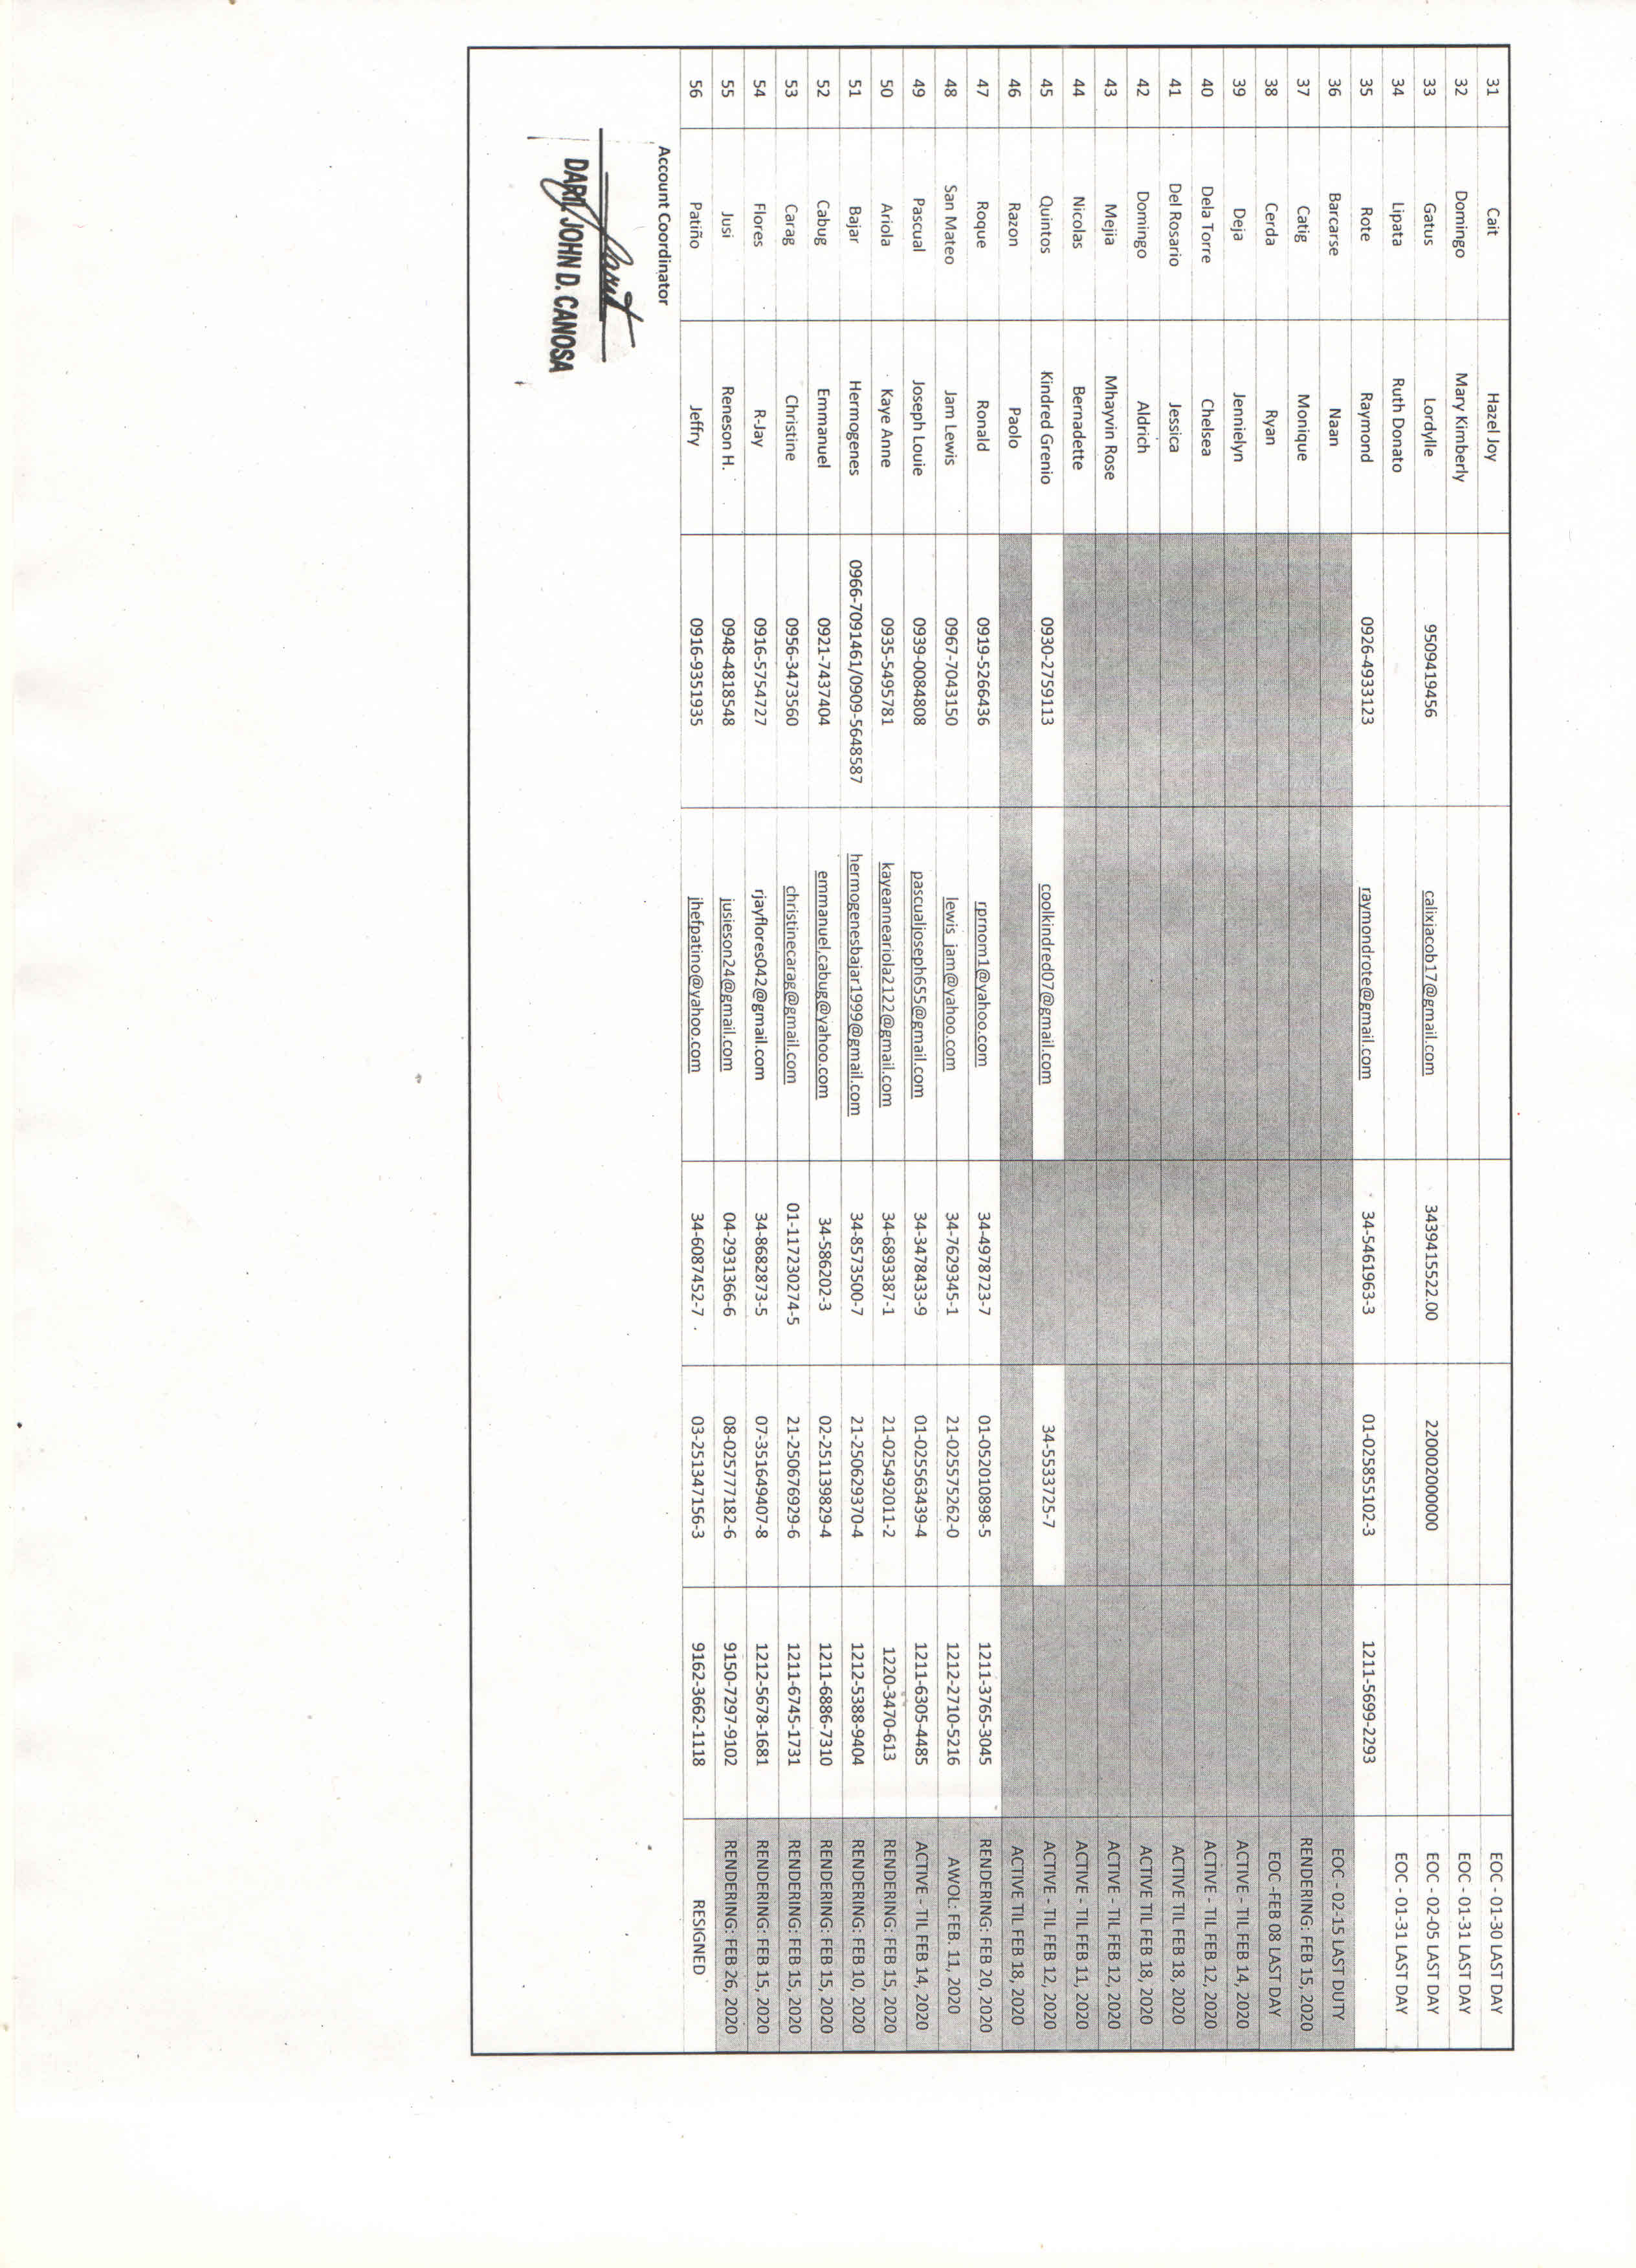 31 Cait Hazel Joy EOC - 01-30 LAST DAY
32 Domingo Mary Kimberly EOC - 01-31 LAST DAY
33 Gatus Lordylle 9509419456 calixjacob17@gmail.com 3439415522.00 220002000000 EOC - 02-05 LAST DAY
34 Lipata Ruth Donato EOC - 01-31 LAST DAY
35 Rote Raymond 0926-4933123 raymondrote@gmail.com 34-5461963-3 01-025855102-3 1211-5699-2293
36 Barcarse Naan EOC - 02-15 LAST DUTY
37 Catig Monique RENDERING: FEB 15, 2020
38 Cerda Ryan EOC -FEB 08 LAST DAY
39 Deja Jennielyn ACTIVE - TIL FEB 14, 2020
40 Dela Torre Chelsea ACTIVE - TIL FEB 12, 2020
41 Del Rosario Jessica ACTIVE TIL FEB 18, 2020
42 Domingo Aldrich ACTIVE TIL FEB 18, 2020
43 Mejia Mhayvin Rose ACTIVE - TIL FEB 12, 2020
44 Nicolas Bernadette ACTIVE - TIL FEB 11, 2020
45 Quintos Kindred Grenio 0930-2759113 coolkindred07@gmail.com 34-5533725-7 ACTIVE - TIL FEB 12, 2020
46 Razon Paolo ACTIVE TIL FEB 18, 2020
47 Roque Ronald 0919-5266436 rprnom1@yahoo.com 34-4978723-7 01-052010898-5 1211-3765-3045 RENDERING: FEB 20, 2020
48 San Mateo Jam Lewis 0967-7043150 lewis_jam@yahoo.com 34-7629345-1 21-025575262-0 1212-2710-5216 AWOL: FEB. 11, 2020
49 Pascual Joseph Louie 0939-0084808 pascualjoseph655@gmail.com 34-3478433-9 01-025563439-4 1211-6305-4485 ACTIVE - TIL FEB 14, 2020
50 Ariola Kaye Anne 0935-5495781 kayeanneariola2122@gmail.com 34-6893387-1 21-025492011-2 1220-3470-613 RENDERING: FEB 15, 2020
51 Bajar Hermogenes 0966-7091461/0909-5648587 hermogenesbajar1999@gmail.com 34-8573500-7 21-250629370-4 1212-5388-9404 RENDERING: FEB 10, 2020
52 Cabug Emmanuel 0921-7437404 emmanuel.cabug@yahoo.com 34-586202-3 02-251139829-4 1211-6886-7310 RENDERING: FEB 15, 2020
53 Carag Christine 0956-3473560 christinecarag@gmail.com 01-117230274-5 21-250676929-6 1211-6745-1731 RENDERING: FEB 15, 2020
54 Flores R-Jay 0916-5754727 rjayflores042@gmail.com 34-8682873-5 07-351649407-8 1212-5678-1681 RENDERING: FEB 15, 2020
55 Jusi Reneson H. 0948-4818548 jusieson24@gmail.com 04-2931366-6 08-025777182-6 9150-7297-9102 RENDERING: FEB 26, 2020
56 Patiño Jeffry 0916-9351935 jhefpatino@yahoo.com 34-6087452-7 03-251347156-3 9162-3662-1118 RESIGNED
Account Coordinator
DARYL JOHN D. CANOSA